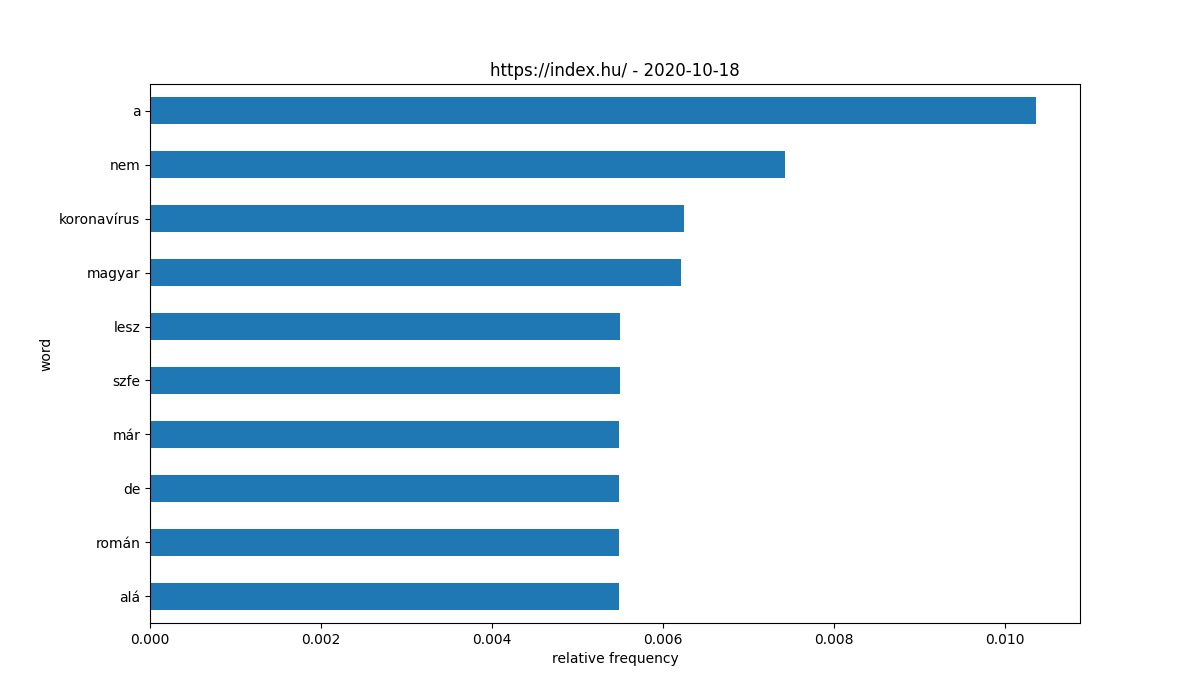 https://index.hu/ - 2020-10-18
a
nem
koronavírus
magyar
lesz
szfe
már
de
román
alá
word
0.000 0.002 0.004 0.006 0.008 0.010
relative frequency